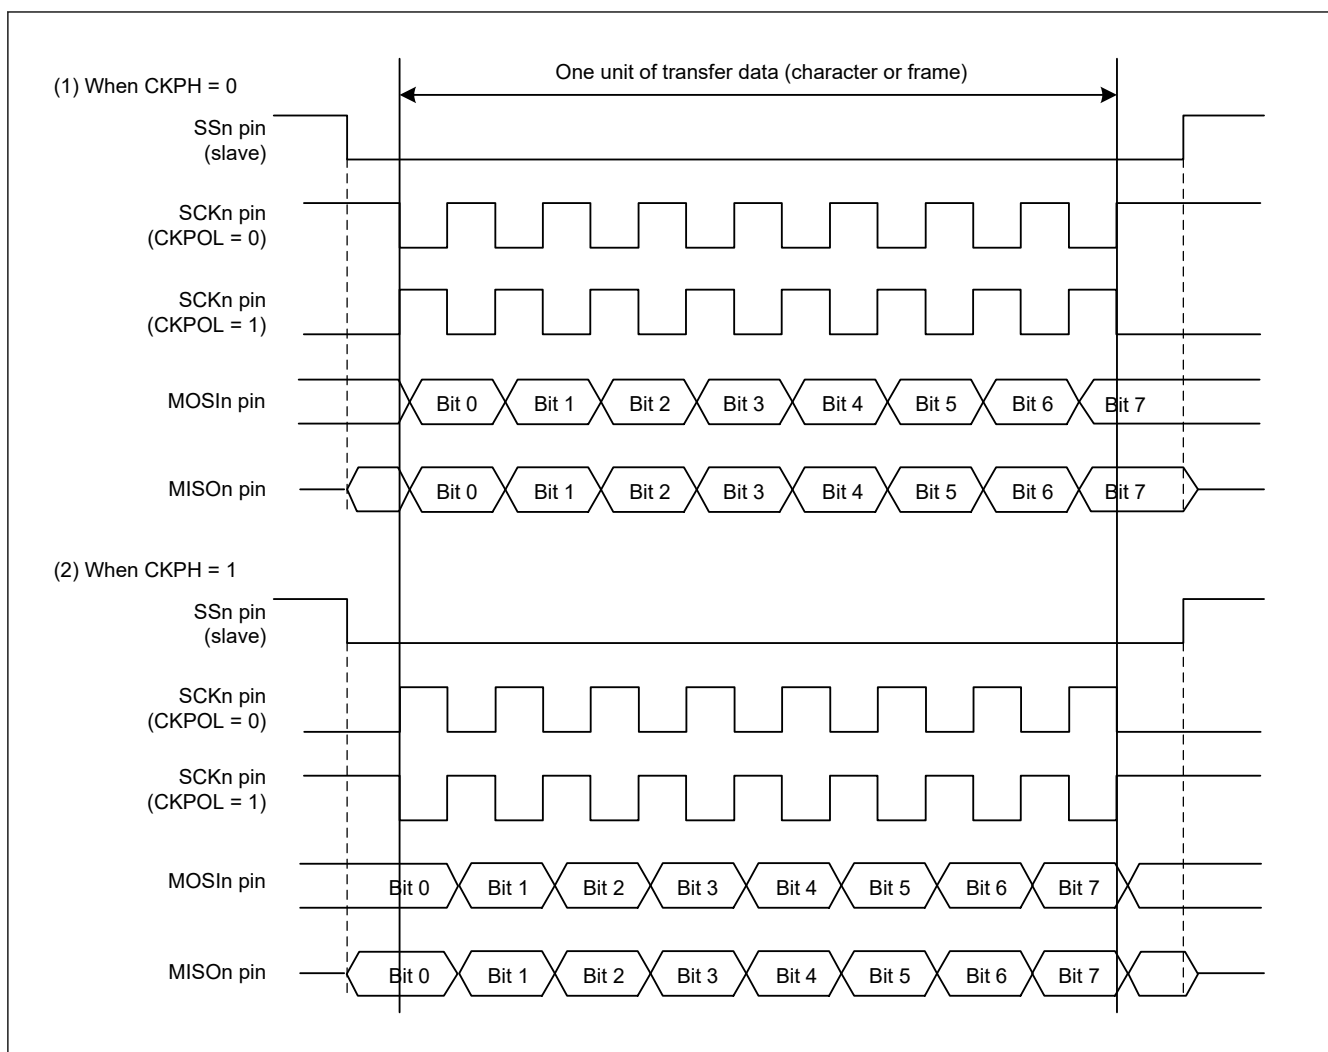 One unit of transfer data (character or frame)
(1) When CKPH = 0
SSn pin
(slave)
SCKn pin
(CKPOL = 0)
SCKn pin
(CKPOL = 1)
MOSIn pin
Bit 0 Bit 1 Bit 2 Bit 3 Bit 4 Bit 5 Bit 6 Bit 7
MISOn pin
Bit 0 Bit 1 Bit 2 Bit 3 Bit 4 Bit 5 Bit 6 Bit 7
(2) When CKPH = 1
SSn pin
(slave)
SCKn pin
(CKPOL = 0)
SCKn pin
(CKPOL = 1)
MOSIn pin
Bit 0 Bit 1 Bit 2 Bit 3 Bit 4 Bit 5 Bit 6 Bit 7
MISOn pin
Bit 0 Bit 1 Bit 2 Bit 3 Bit 4 Bit 5 Bit 6 Bit 7